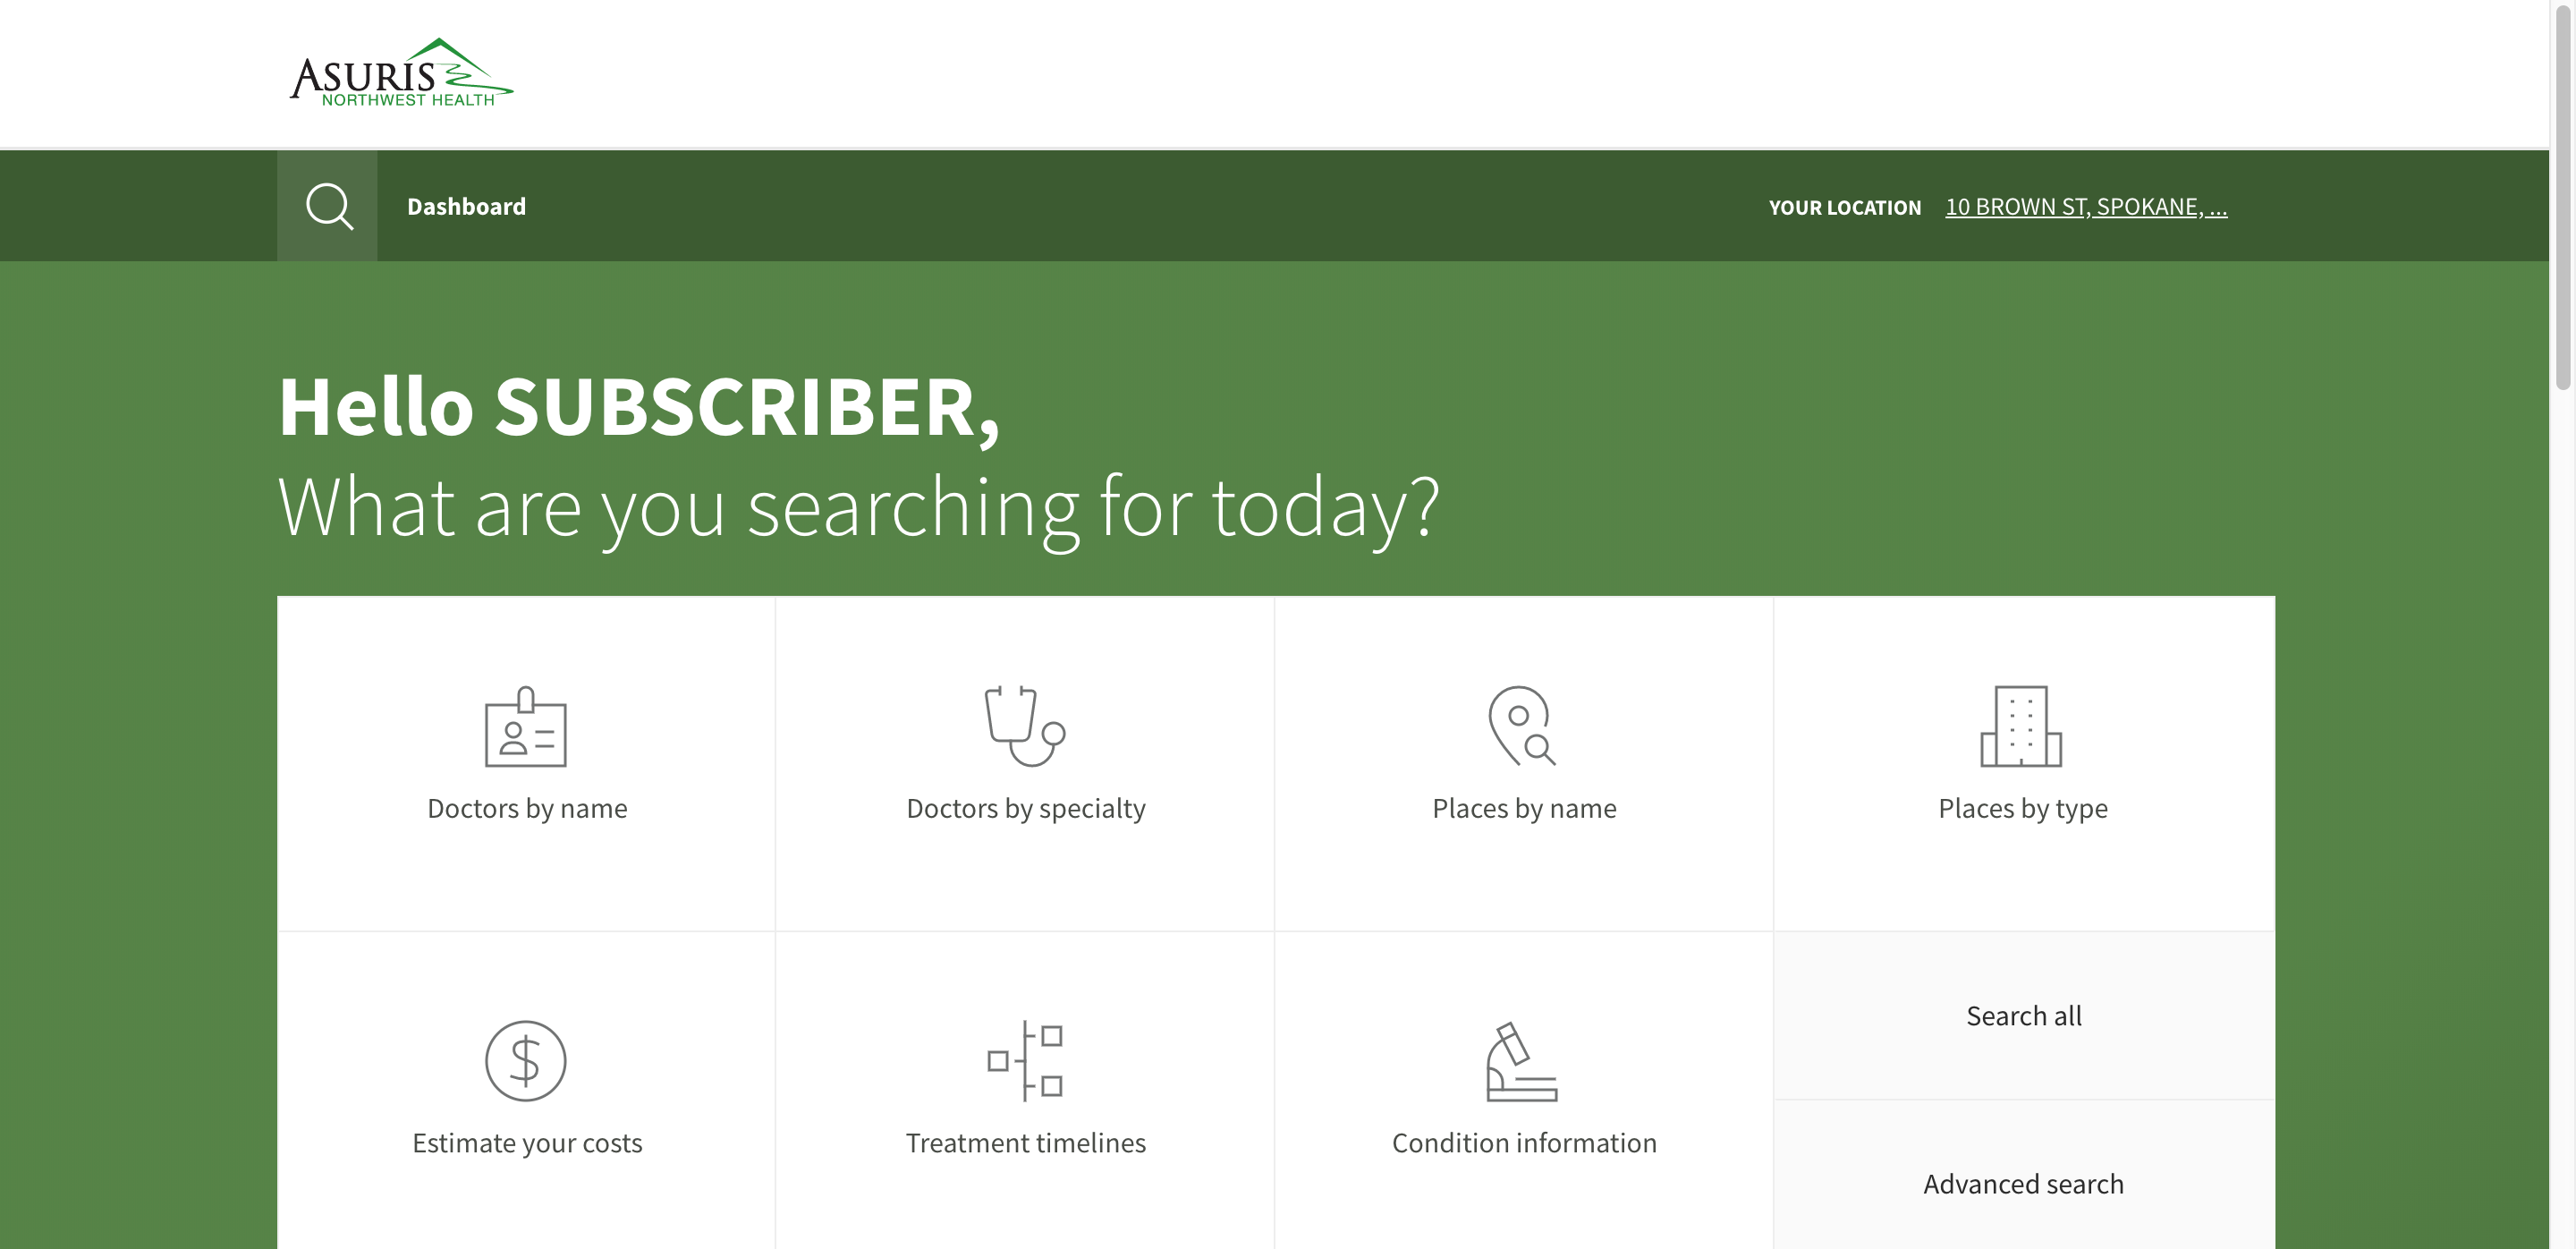 ASURIS
NORTHWEST HEALTH
Dashboard
YOUR LOCATION 10 BROWN ST, SPOKANE, ...
Hello SUBSCRIBER,
What are you searching for today?
Doctors by name
Doctors by specialty
Places by name
Places by type
Estimate your costs
Treatment timelines
Condition information
Search all
Advanced search